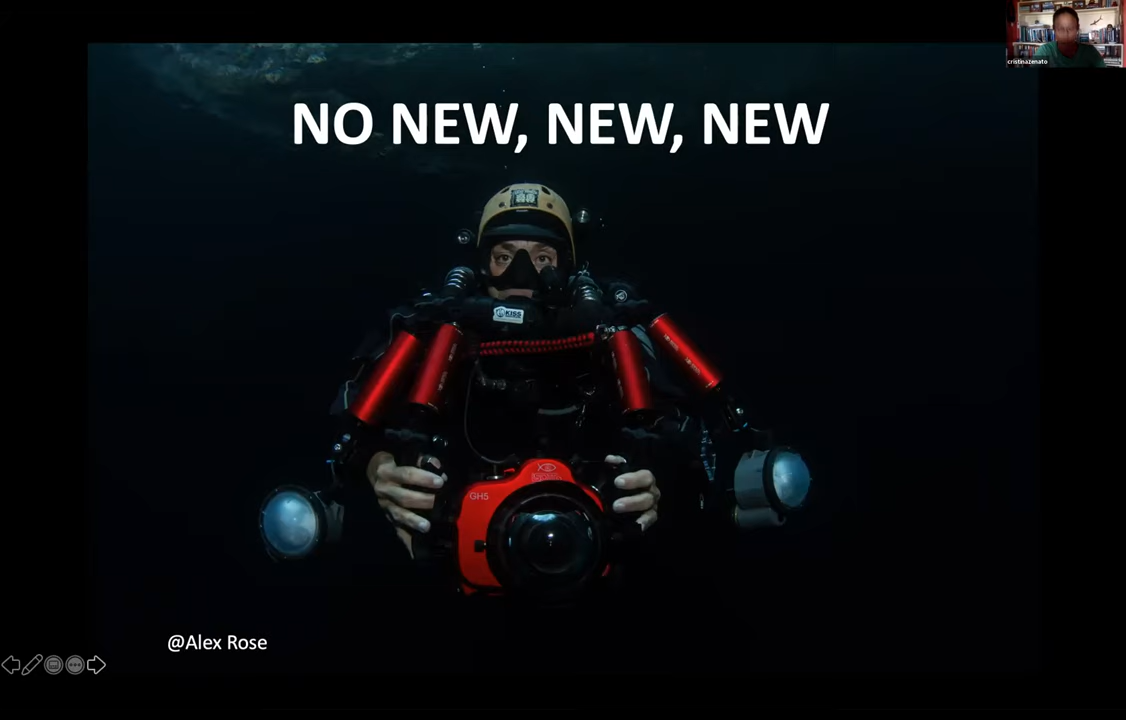 cristinazenato
NO NEW, NEW, NEW
KISS
GH5
@Alex Rose